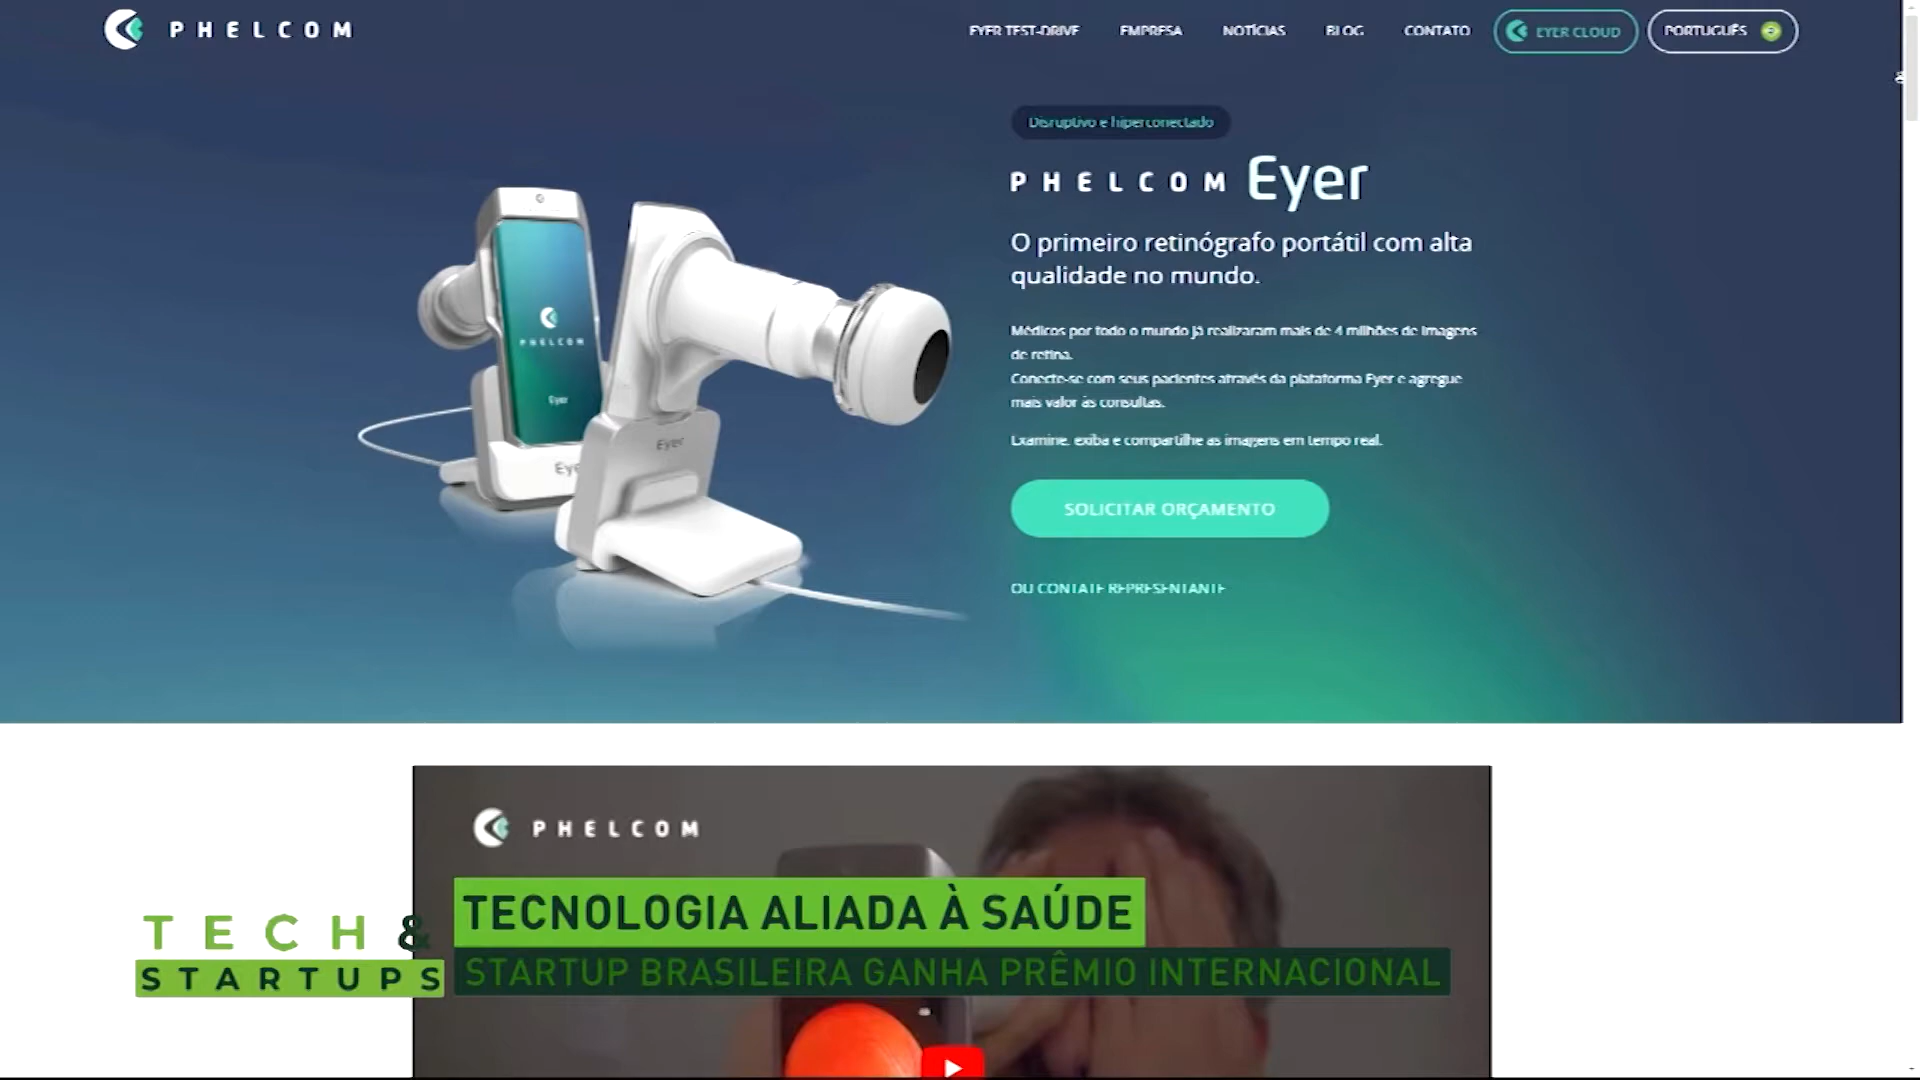 PHELCOM
EYER TEST-DRIVE EMPRESA NOTÍCIAS BLOG CONTATO EYER CLOUD PORTUGUÊS
Disruptivo e hiperconectado
PHELCOM Eyer
O primeiro retinógrafo portátil com alta
qualidade no mundo.
Médicos por todo o mundo já realizaram mais de 4 milhões de imagens
de retina.
Conecte-se com seus pacientes através da plataforma Eyer e agregue
mais valor às consultas.
Examine, exiba e compartilhe as imagens em tempo real.
SOLICITAR ORÇAMENTO
OU CONTATE REPRESENTANTE
PHELCOM
Eyer
Eyer
Eye
PHELCOM
TECH&
STARTUPS
TECNOLOGIA ALIADA À SAÚDE
STARTUP BRASILEIRA GANHA PRÊMIO INTERNACIONAL